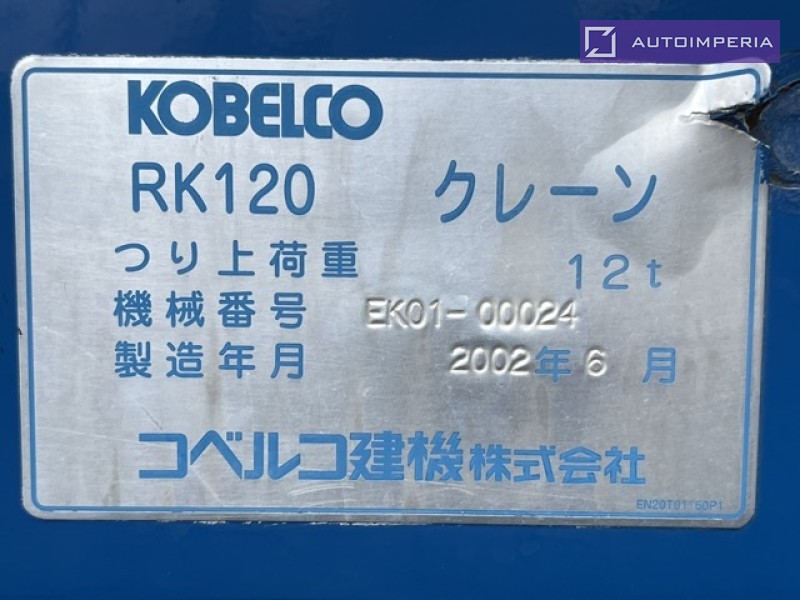 AUTOIMPERIA
KOBELCO
RK120 クレーン
つり上荷重 12t
機械番号 EK01-00024
製造年月 2002年6月
コベルコ建機株式会社